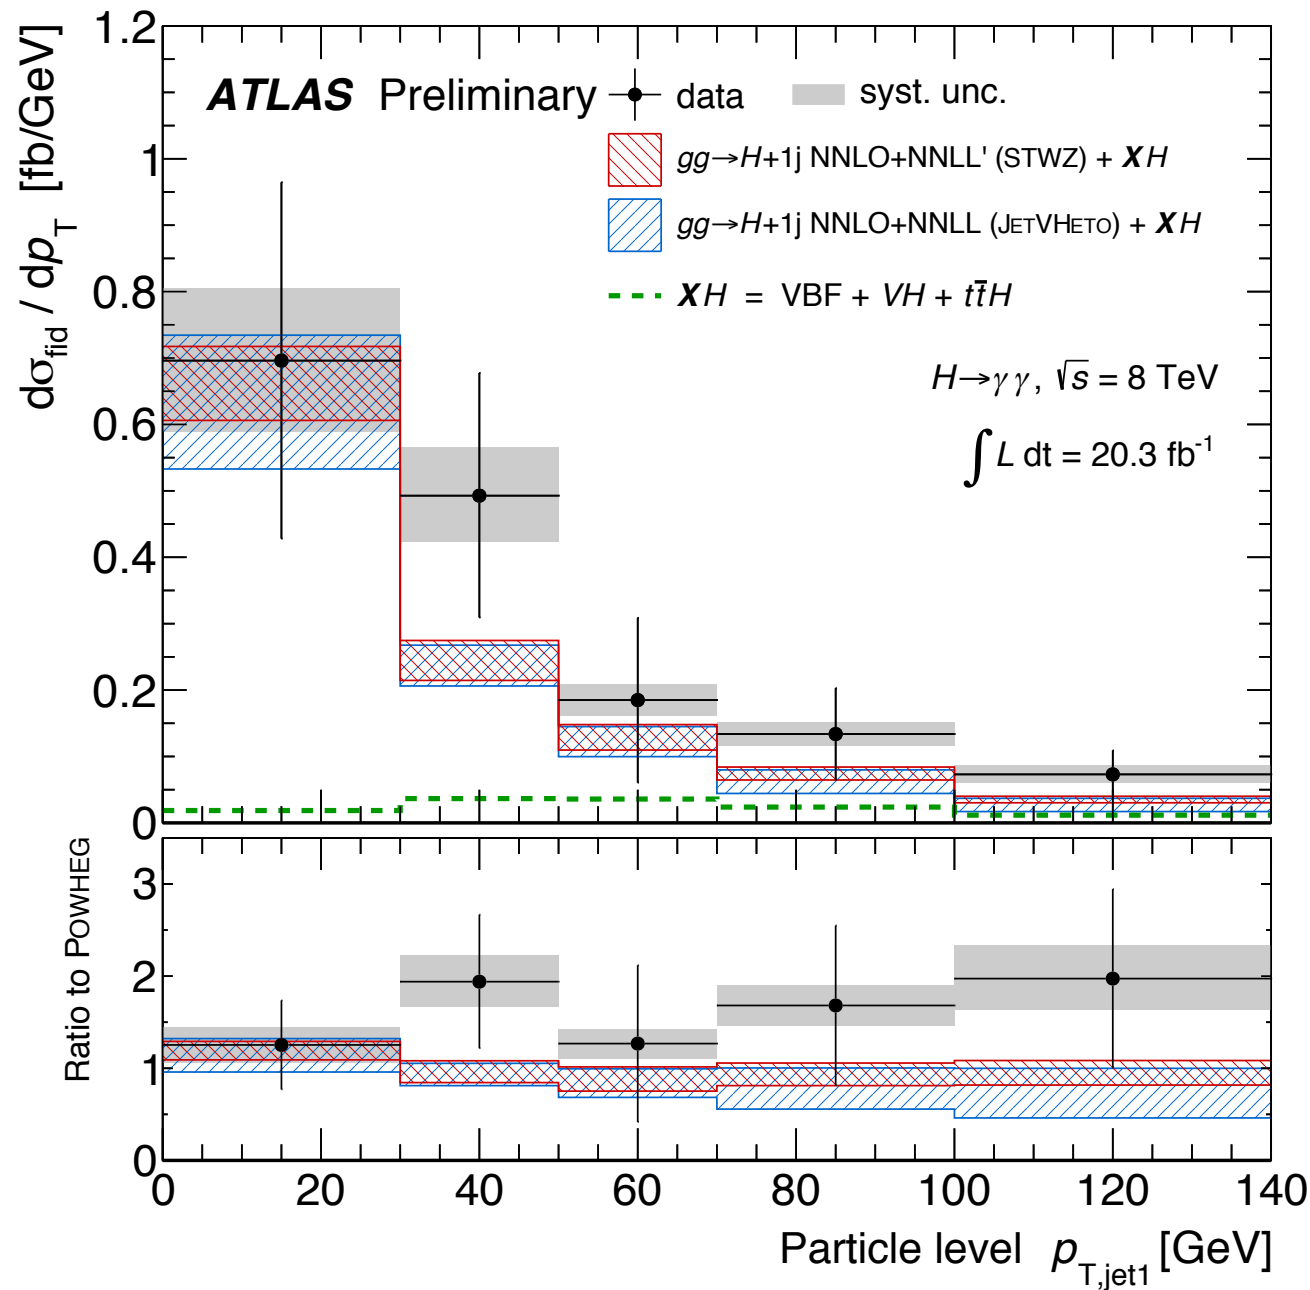 dσfid / dpT [fb/GeV]
1.2
1
0.8
0.6
0.4
0.2
0
ATLAS Preliminary
data
syst. unc.
gg→H+1j NNLO+NNLL' (STWZ) + XH
gg→H+1j NNLO+NNLL (JETVHETO) + XH
XH = VBF + VH + tt̄H
H→γγ, √s = 8 TeV
∫ L dt = 20.3 fb⁻¹
Ratio to POWHEG
3
2
1
0
0 20 40 60 80 100 120 140
Particle level pT,jet1 [GeV]